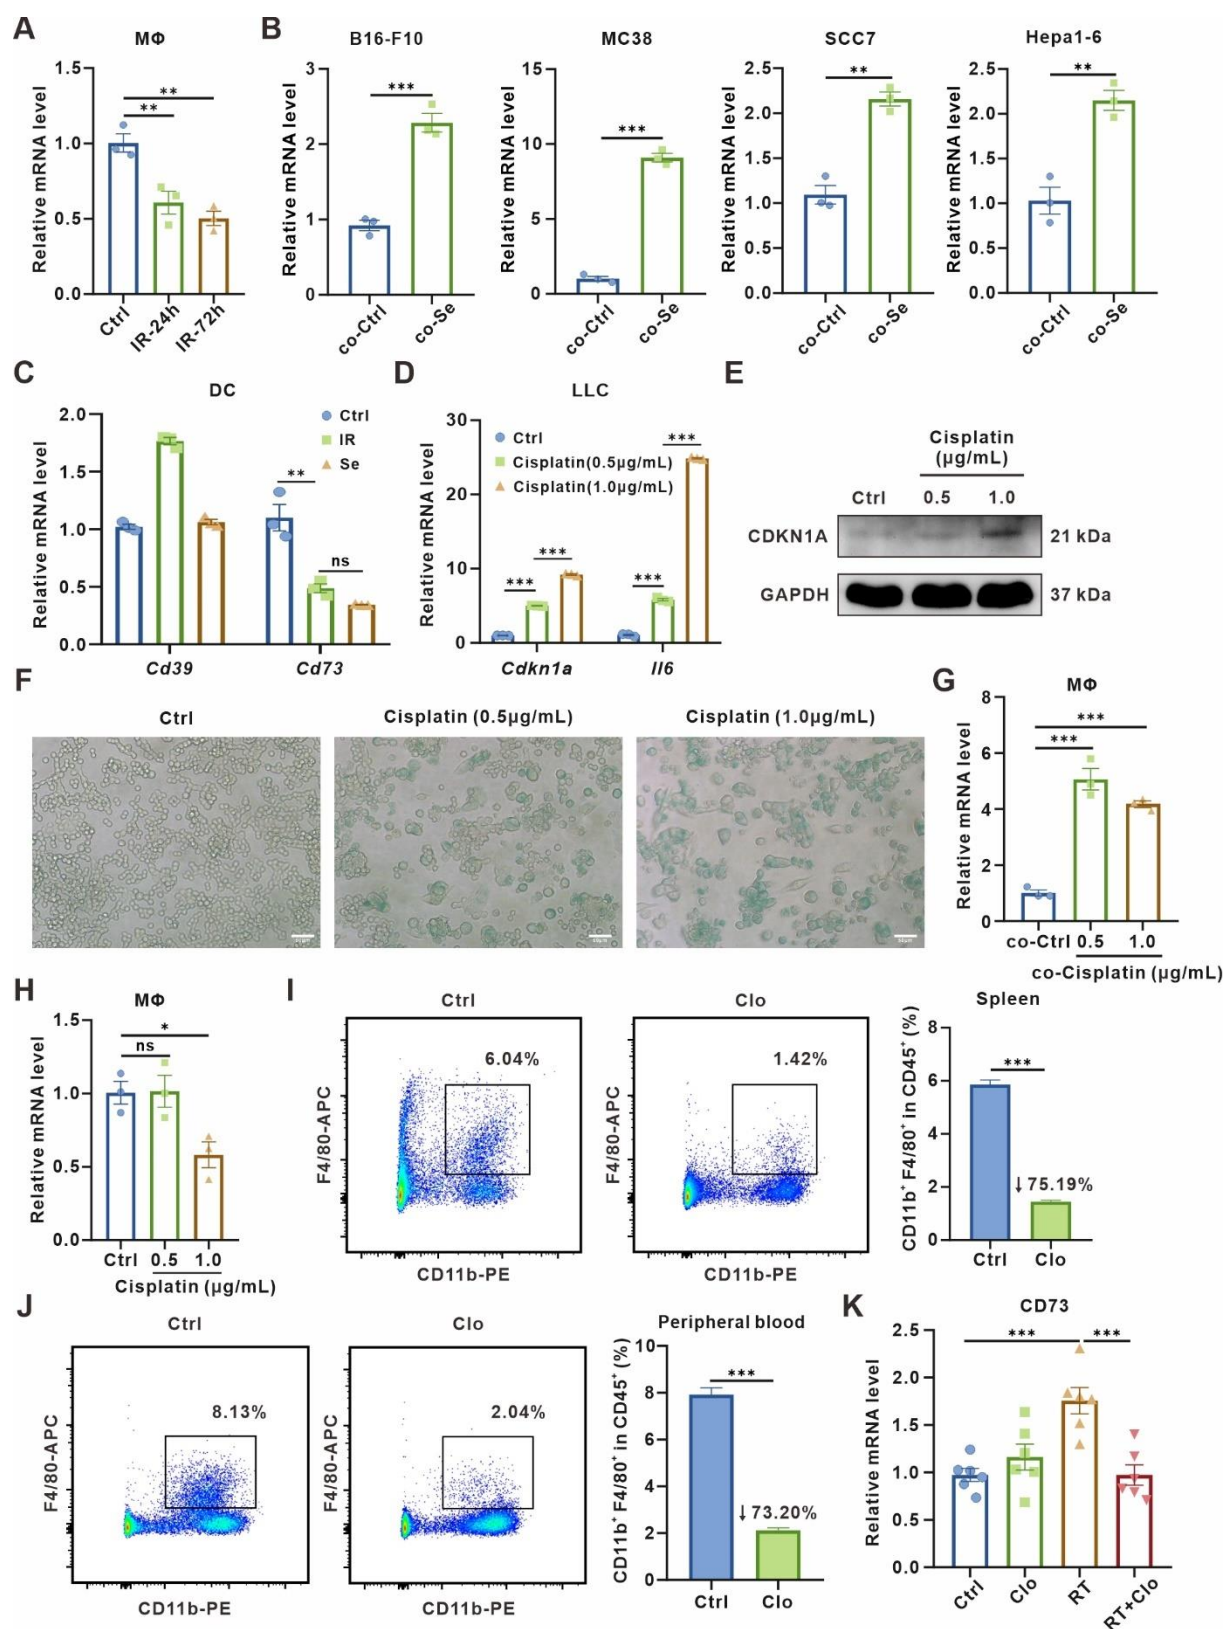 A
MΦ
Relative mRNA level
1.5
1.0
0.5
0.0
**
**
Ctrl
IR-24h
IR-72h
B
B16-F10
Relative mRNA level
3
2
1
0
***
co-Ctrl
co-Se
MC38
Relative mRNA level
15
10
5
0
***
co-Ctrl
co-Se
SCC7
Relative mRNA level
2.5
2.0
1.5
1.0
0.5
0.0
**
co-Ctrl
co-Se
Hepa1-6
Relative mRNA level
2.5
2.0
1.5
1.0
0.5
0.0
**
co-Ctrl
co-Se
C
DC
Relative mRNA level
2.0
1.5
1.0
0.5
0.0
Ctrl
IR
Se
**
ns
Cd39
Cd73
D
LLC
Relative mRNA level
30
20
10
0
Ctrl
Cisplatin(0.5μg/mL)
Cisplatin(1.0μg/mL)
***
***
***
***
Cdkn1a
Il6
E
Cisplatin
(μg/mL)
Ctrl
0.5
1.0
CDKN1A
21 kDa
GAPDH
37 kDa
F
Ctrl
Cisplatin (0.5μg/mL)
Cisplatin (1.0μg/mL)
G
MΦ
Relative mRNA level
8
6
4
2
0
***
***
co-Ctrl
0.5
1.0
co-Cisplatin (μg/mL)
H
MΦ
Relative mRNA level
1.5
1.0
0.5
0.0
*
ns
Ctrl
0.5
1.0
Cisplatin (μg/mL)
I
Ctrl
6.04%
F4/80-APC
CD11b-PE
Clo
1.42%
F4/80-APC
CD11b-PE
Spleen
CD11b⁺ F4/80⁺ in CD45⁺ (%)
8
6
4
2
0
***
↓75.19%
Ctrl
Clo
J
Ctrl
8.13%
F4/80-APC
CD11b-PE
Clo
2.04%
F4/80-APC
CD11b-PE
Peripheral blood
CD11b⁺ F4/80⁺ in CD45⁺ (%)
10
8
6
4
2
0
***
↓73.20%
Ctrl
Clo
K
CD73
Relative mRNA level
2.5
2.0
1.5
1.0
0.5
0.0
***
***
Ctrl
Clo
RT
RT+Clo